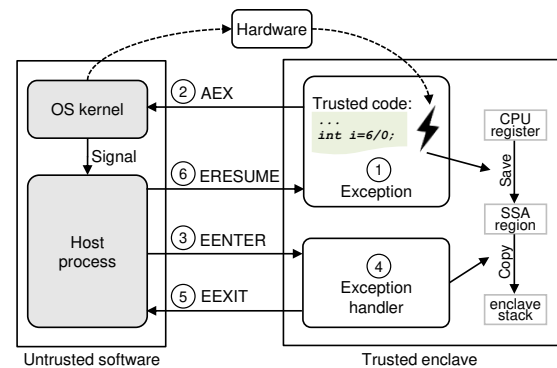 Hardware
OS kernel
Signal
Host
process
Untrusted software
2 AEX
6 ERESUME
3 EENTER
5 EEXIT
Trusted code:
...
int i=6/0;
1
Exception
4
Exception
handler
CPU
register
Save
SSA
region
Copy
enclave
stack
Trusted enclave